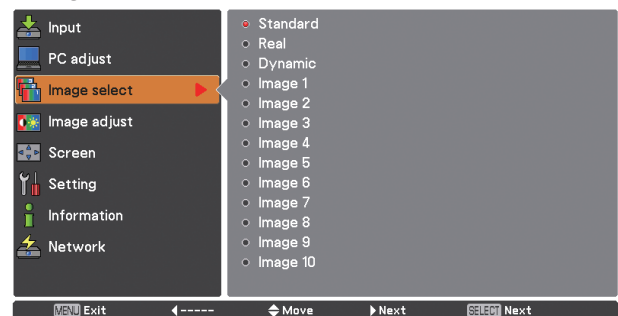 Input
PC adjust
Image select
Image adjust
Screen
Setting
Information
Network
Standard
Real
Dynamic
Image 1
Image 2
Image 3
Image 4
Image 5
Image 6
Image 7
Image 8
Image 9
Image 10
MENU Exit ◀----- Move ▶Next SELECT Next